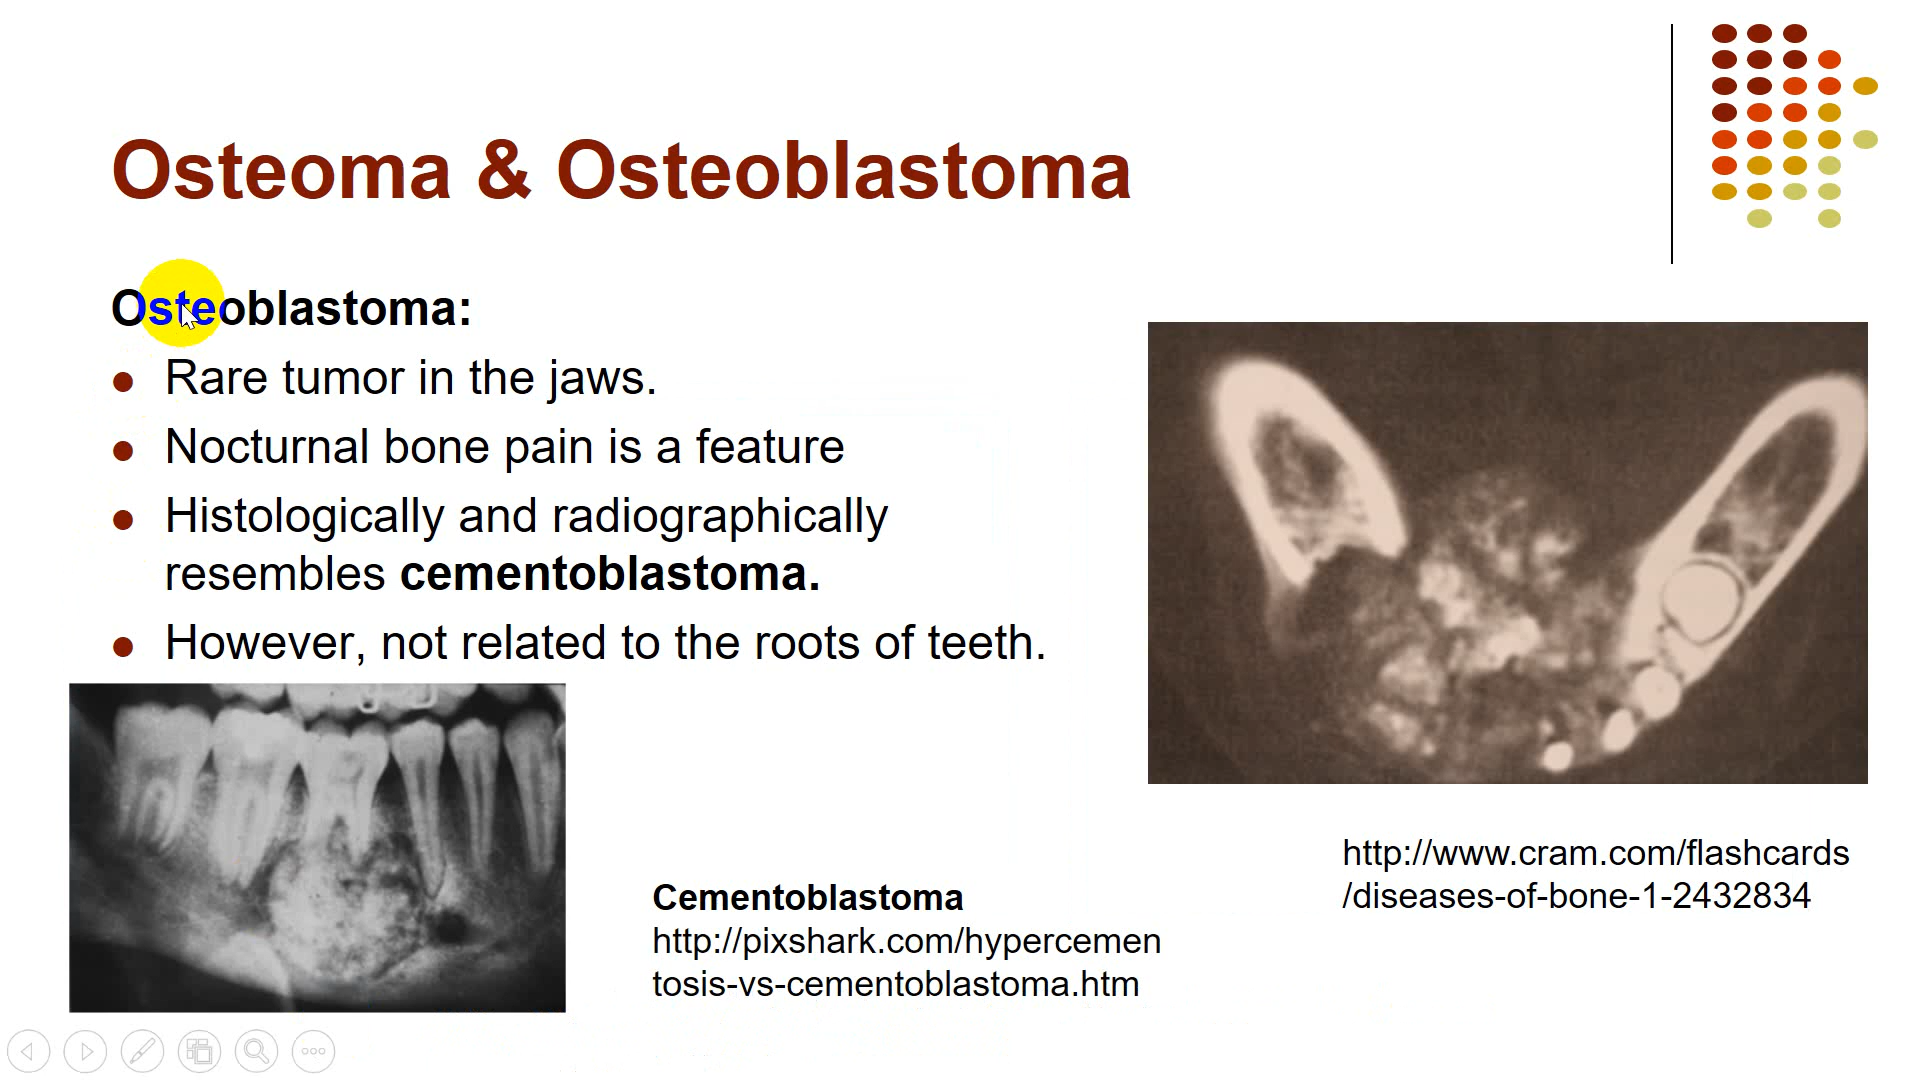 Osteoma & Osteoblastoma
Osteoblastoma:
Rare tumor in the jaws.
Nocturnal bone pain is a feature
Histologically and radiographically
resembles cementoblastoma.
However, not related to the roots of teeth.
Cementoblastoma
http://pixshark.com/hypercemen
tosis-vs-cementoblastoma.htm
http://www.cram.com/flashcards
/diseases-of-bone-1-2432834